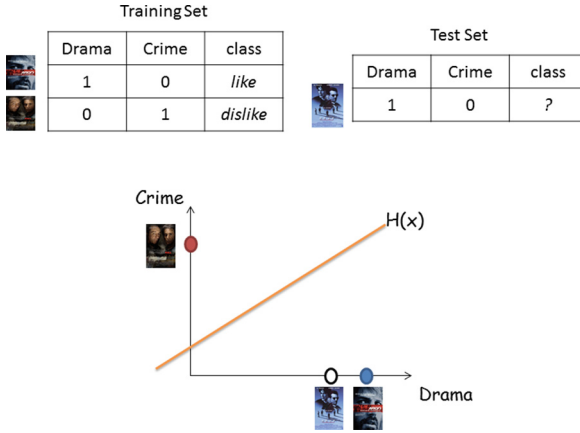 Training Set
Drama Crime class
1 0 like
0 1 dislike
Test Set
Drama Crime class
1 0 ?
Crime
H(x)
Drama